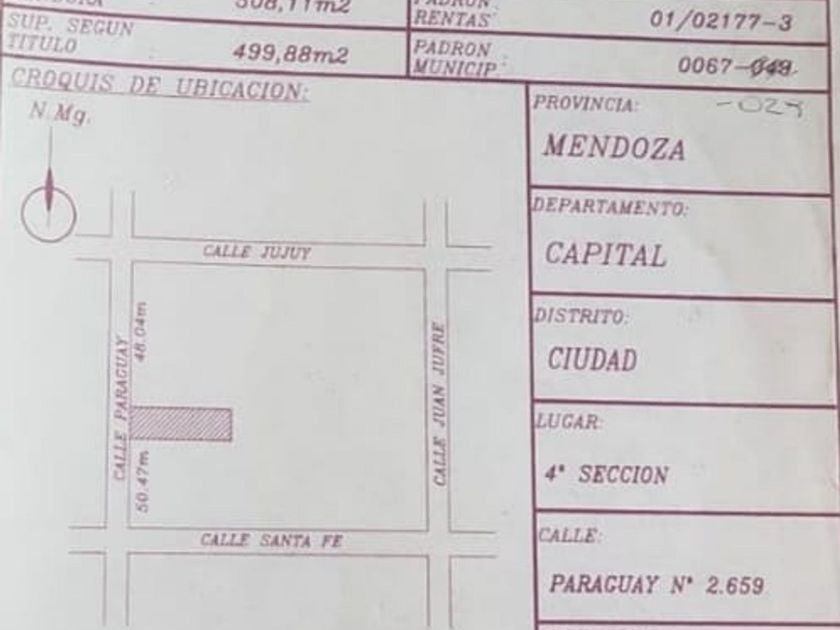 508,11m2
RENTAS
01/02177-3
SUP. SEGUN
TITULO :
499,88m2
PADRON
MUNICIP :
0067-
CROQUIS DE UBICACION:
N.Mg.
CALLE JUJUY
48.04m
CALLE PARAGUAY
50.47m
CALLE JUAN JUFRE
CALLE SANTA FE
PROVINCIA:
MENDOZA
DEPARTAMENTO:
CAPITAL
DISTRITO:
CIUDAD
LUGAR:
4° SECCION
CALLE:
PARAGUAY N° 2.659